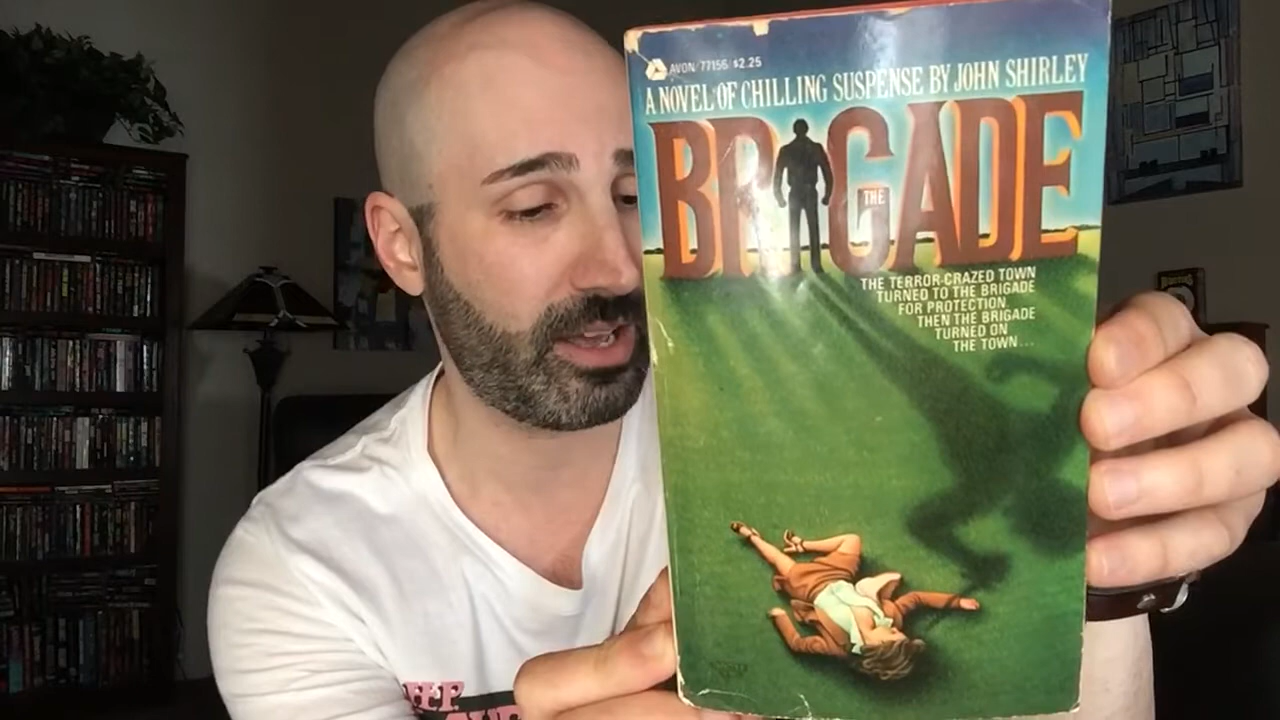 AVON/77156/$2.25
A NOVEL OF CHILLING SUSPENSE BY JOHN SHIRLEY
THE
BRIGADE
THE TERROR-CRAZED TOWN
TURNED TO THE BRIGADE
FOR PROTECTION.
THEN THE BRIGADE
TURNED ON
THE TOWN...